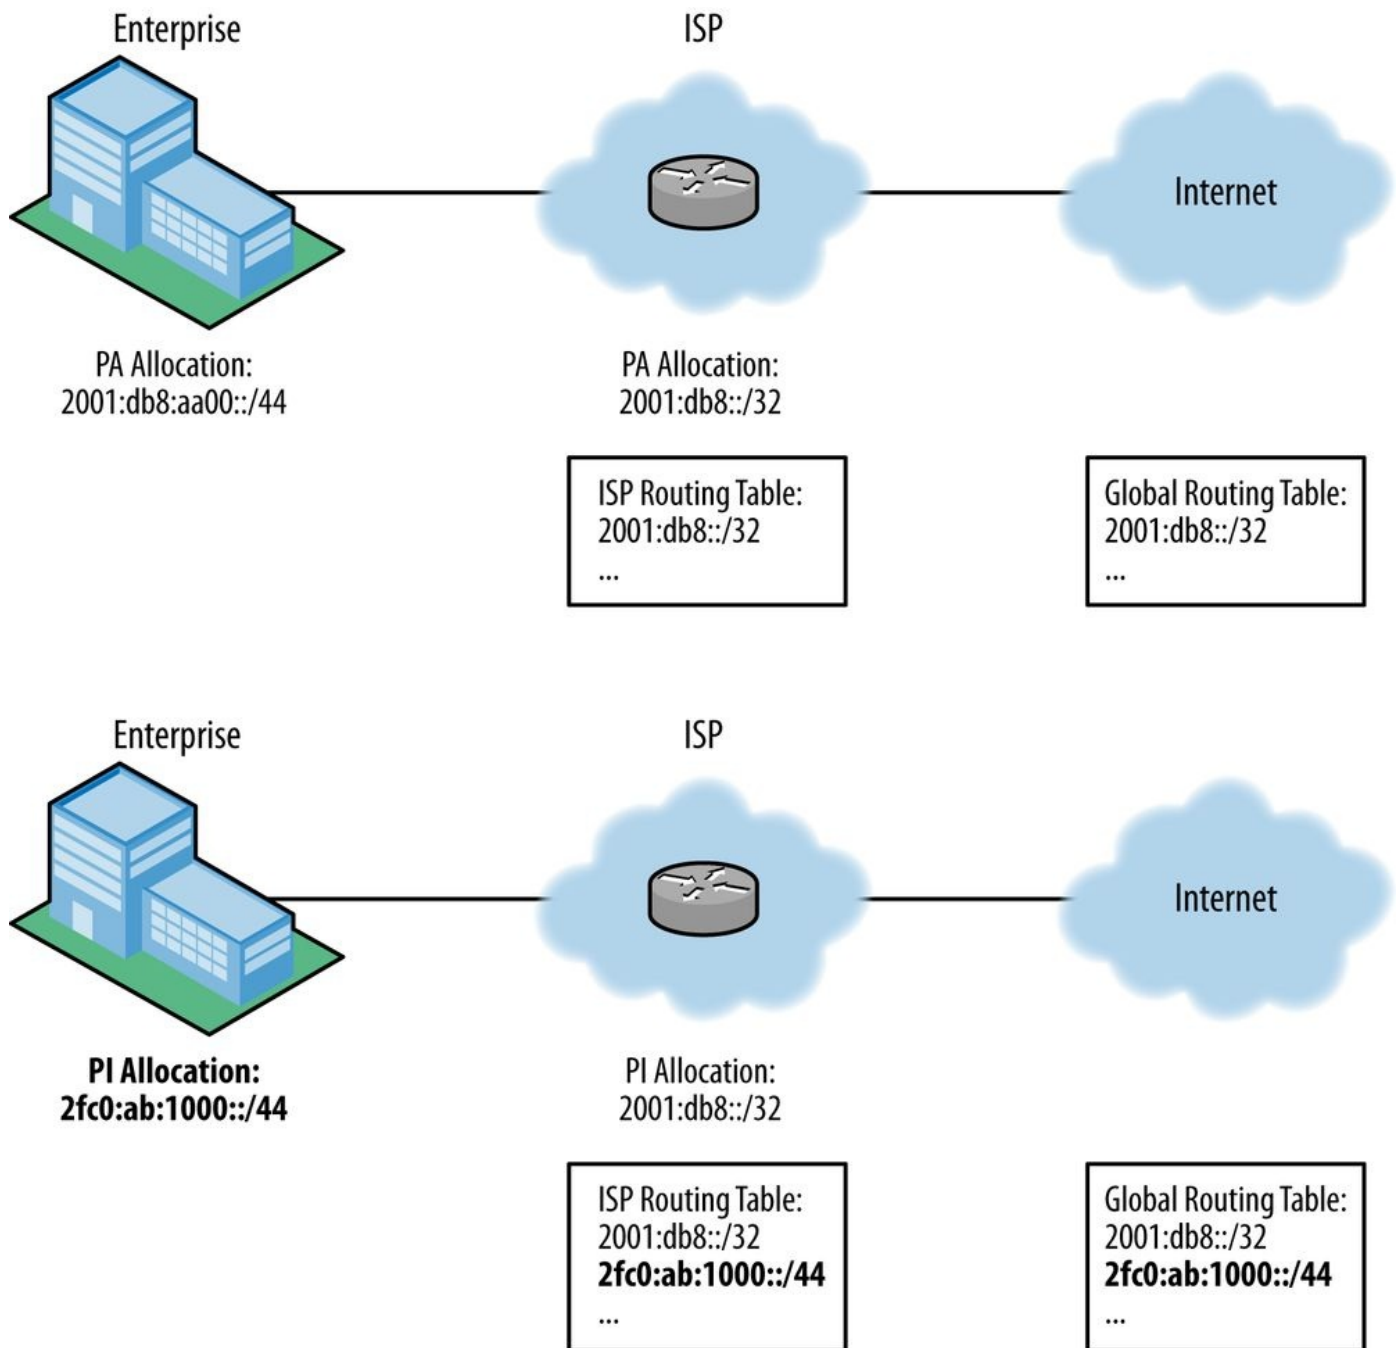 Enterprise
ISP
Internet
PA Allocation:
2001:db8:aa00::/44
PA Allocation:
2001:db8::/32
ISP Routing Table:
2001:db8::/32
...
Global Routing Table:
2001:db8::/32
...
Enterprise
ISP
Internet
PI Allocation:
2fc0:ab:1000::/44
PI Allocation:
2001:db8::/32
ISP Routing Table:
2001:db8::/32
2fc0:ab:1000::/44
...
Global Routing Table:
2001:db8::/32
2fc0:ab:1000::/44
...